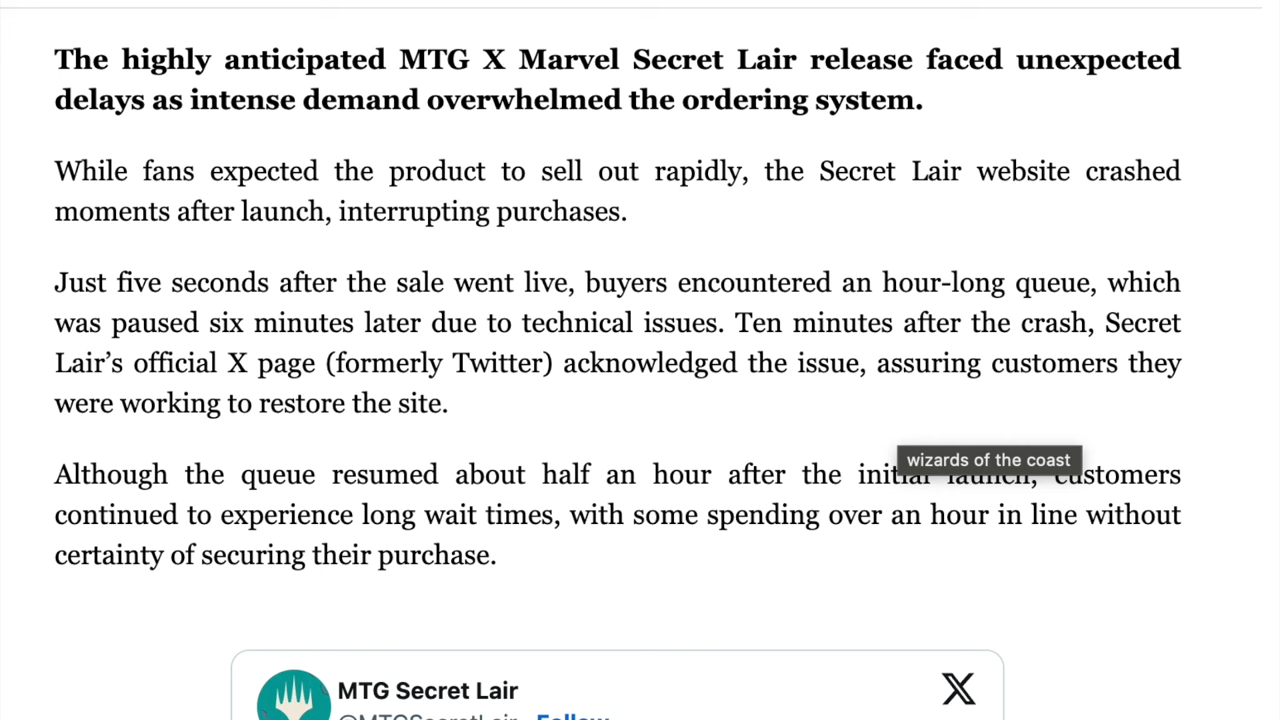 The highly anticipated MTG X Marvel Secret Lair release faced unexpected
delays as intense demand overwhelmed the ordering system.
While fans expected the product to sell out rapidly, the Secret Lair website crashed
moments after launch, interrupting purchases.
Just five seconds after the sale went live, buyers encountered an hour-long queue, which
was paused six minutes later due to technical issues. Ten minutes after the crash, Secret
Lair’s official X page (formerly Twitter) acknowledged the issue, assuring customers they
were working to restore the site.
wizards of the coast
Although the queue resumed about half an hour after the initial launch, customers
continued to experience long wait times, with some spending over an hour in line without
certainty of securing their purchase.
MTG Secret Lair
@MTGSecretLair · Follow